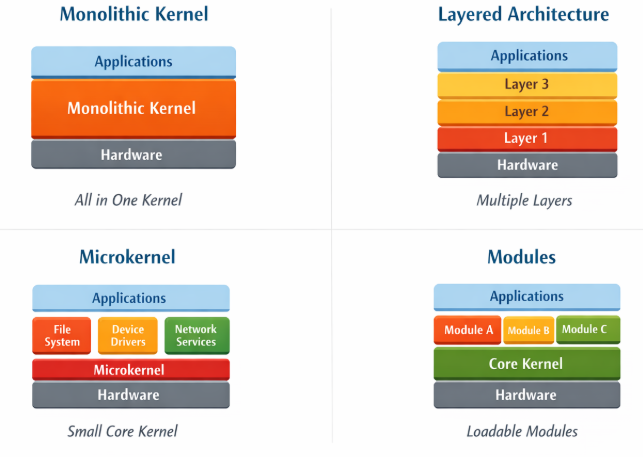 Monolithic Kernel
Applications
Monolithic Kernel
Hardware
All in One Kernel
Layered Architecture
Applications
Layer 3
Layer 2
Layer 1
Hardware
Multiple Layers
Microkernel
Applications
File
System
Device
Drivers
Network
Services
Microkernel
Hardware
Small Core Kernel
Modules
Applications
Module A
Module B
Module C
Core Kernel
Hardware
Loadable Modules